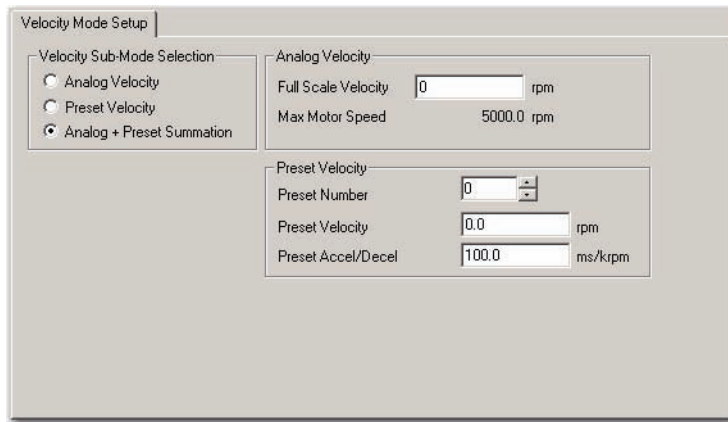 Velocity Mode Setup
Velocity Sub-Mode Selection
Analog Velocity
Preset Velocity
Analog + Preset Summation
Analog Velocity
Full Scale Velocity 0 rpm
Max Motor Speed 5000.0 rpm
Preset Velocity
Preset Number 0
Preset Velocity 0.0 rpm
Preset Accel/Decel 100.0 ms/krpm